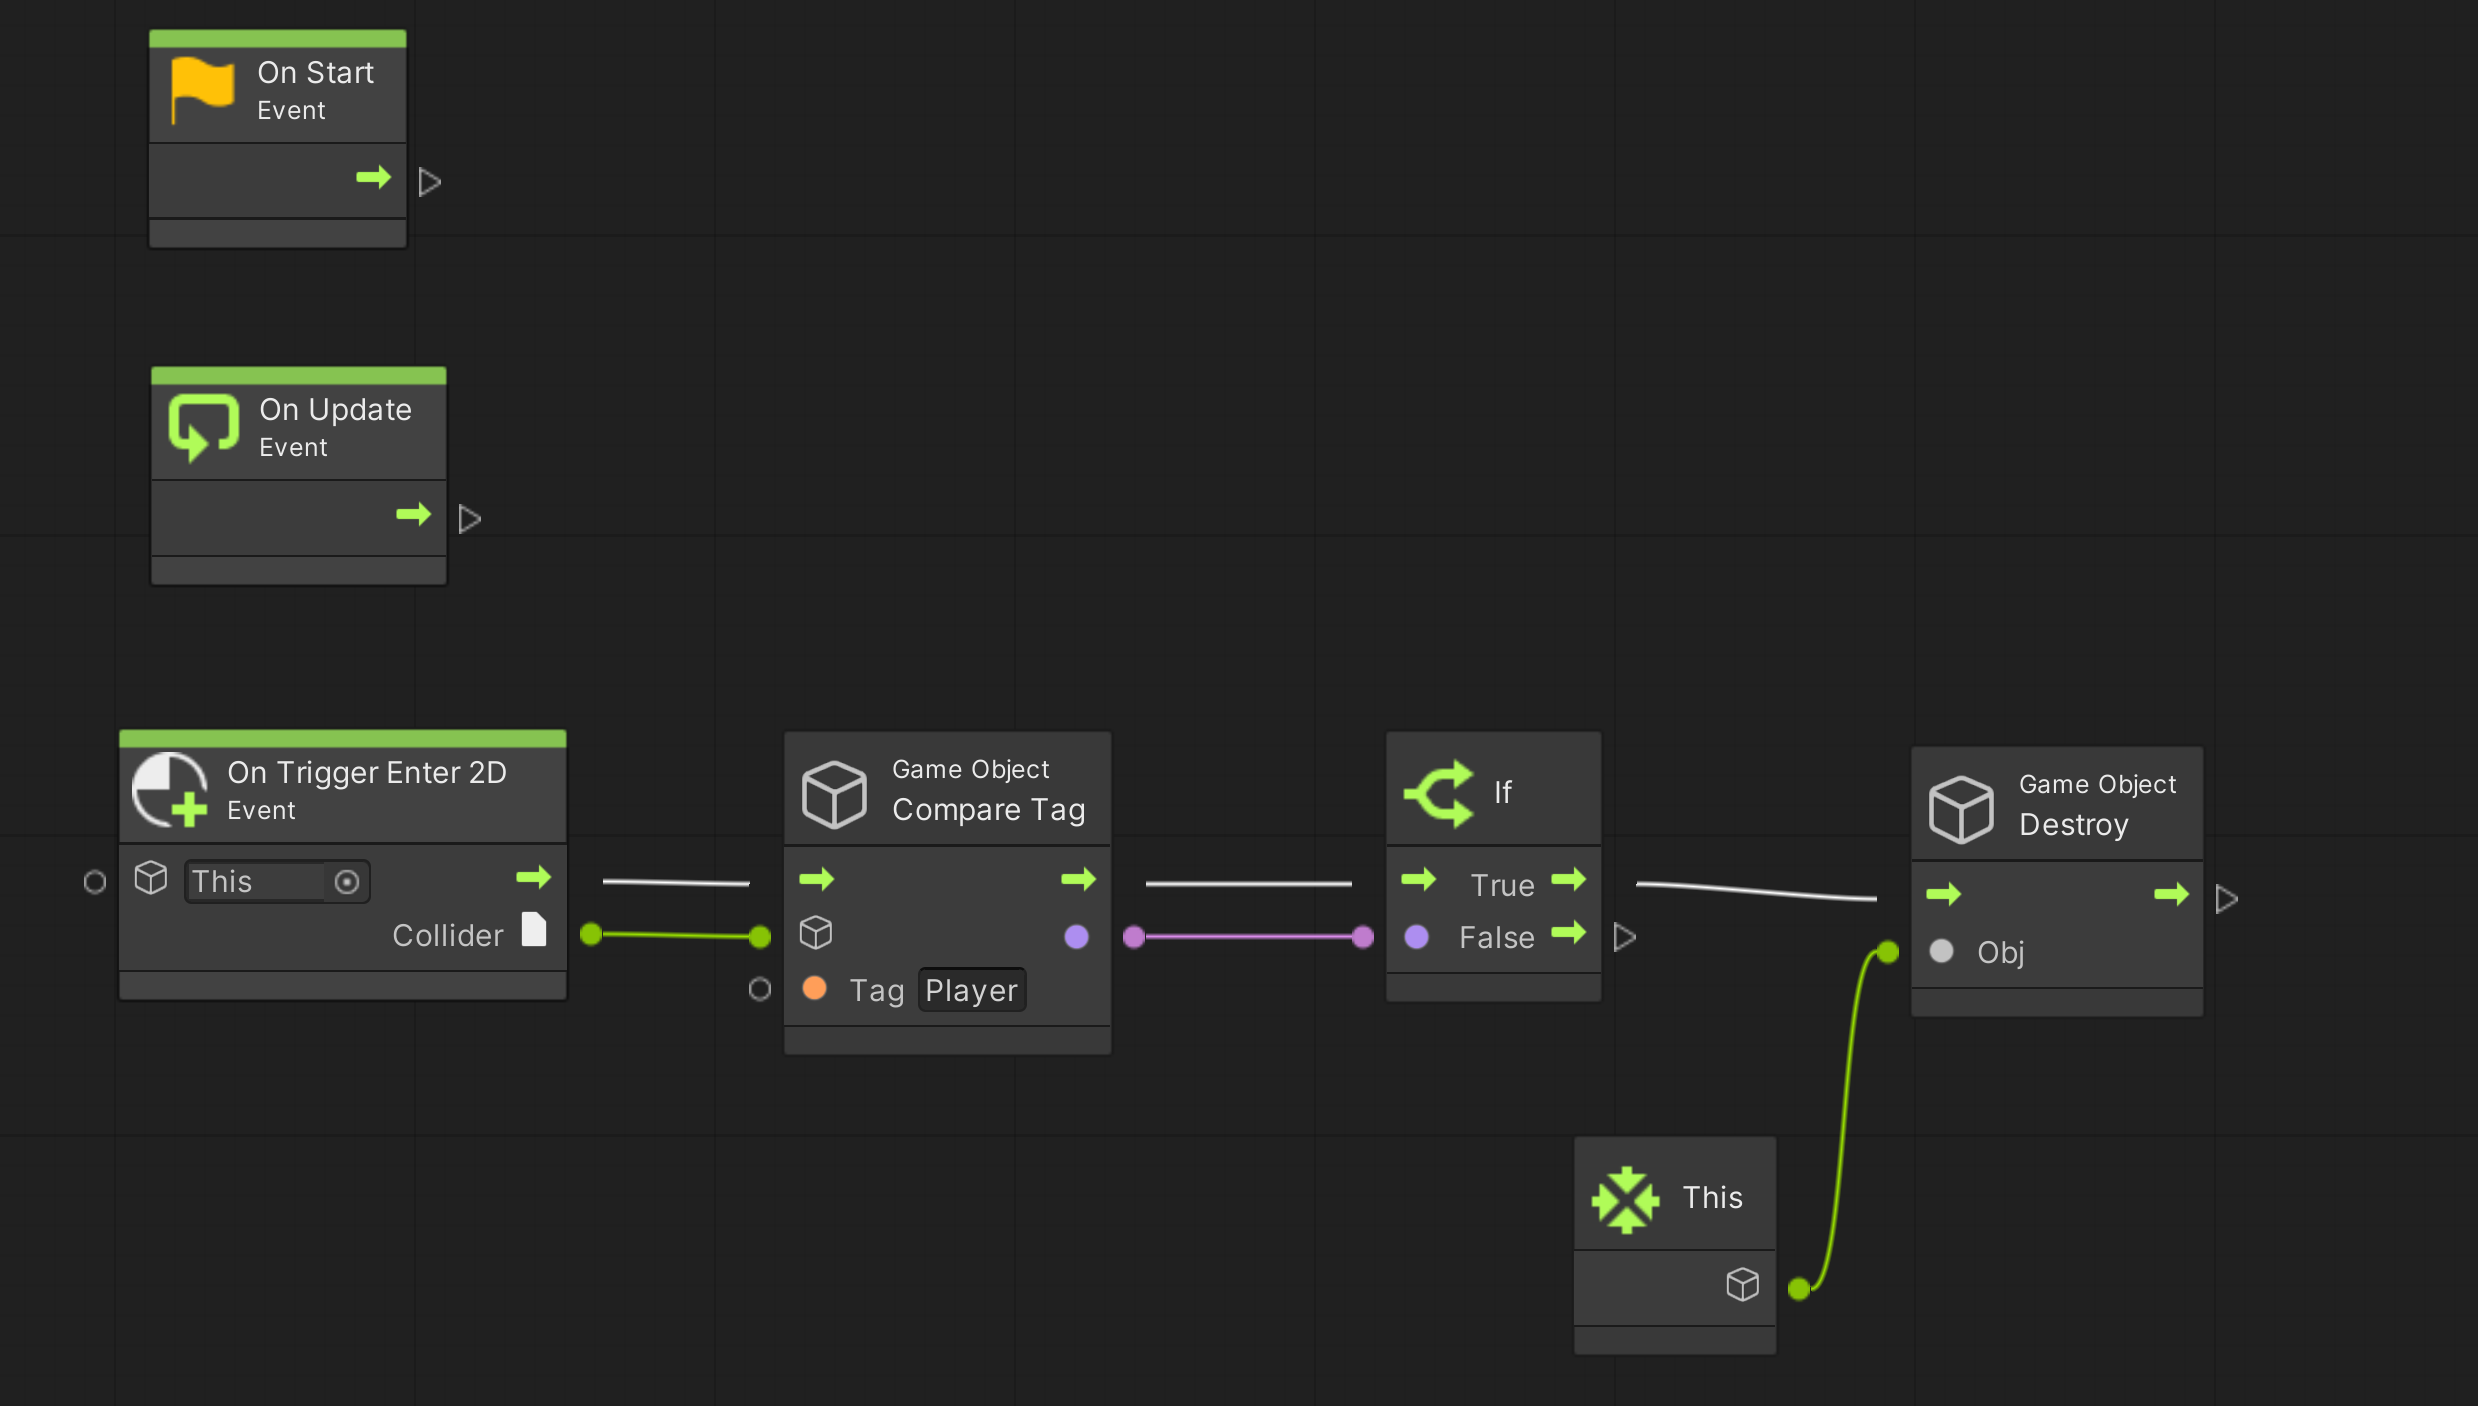 On Start
Event
On Update
Event
On Trigger Enter 2D
Event
This
Collider
Game Object
Compare Tag
Tag Player
If
True
False
Game Object
Destroy
Obj
This